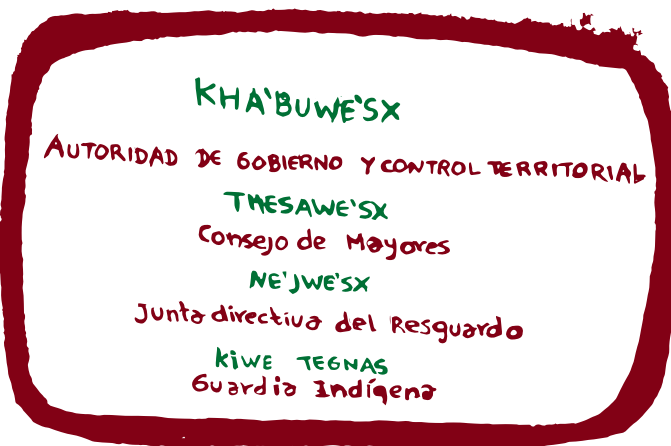 KHA'BUWE'SX
AUTORIDAD DE GOBIERNO Y CONTROL TERRITORIAL
THESAWE'SX
Consejo de Mayores
NE'JWE'SX
Junta directiva del Resguardo
KiWE TEGNAS
Guardia Indígena